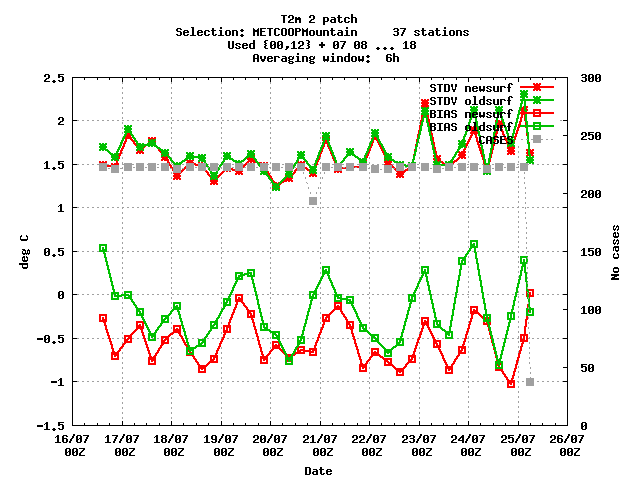 T2m 2 patch
Selection: METCOOPMountain 37 stations
Used {00,12} + 07 08 ... 18
Averaging window: 6h
STDV newsurf
STDV oldsurf
BIAS newsurf
BIAS oldsurf
CASES
2.5
2
1.5
1
0.5
0
-0.5
-1
-1.5
deg C
300
250
200
150
100
50
0
No cases
16/07 17/07 18/07 19/07 20/07 21/07 22/07 23/07 24/07 25/07 26/07
00Z 00Z 00Z 00Z 00Z 00Z 00Z 00Z 00Z 00Z 00Z
Date